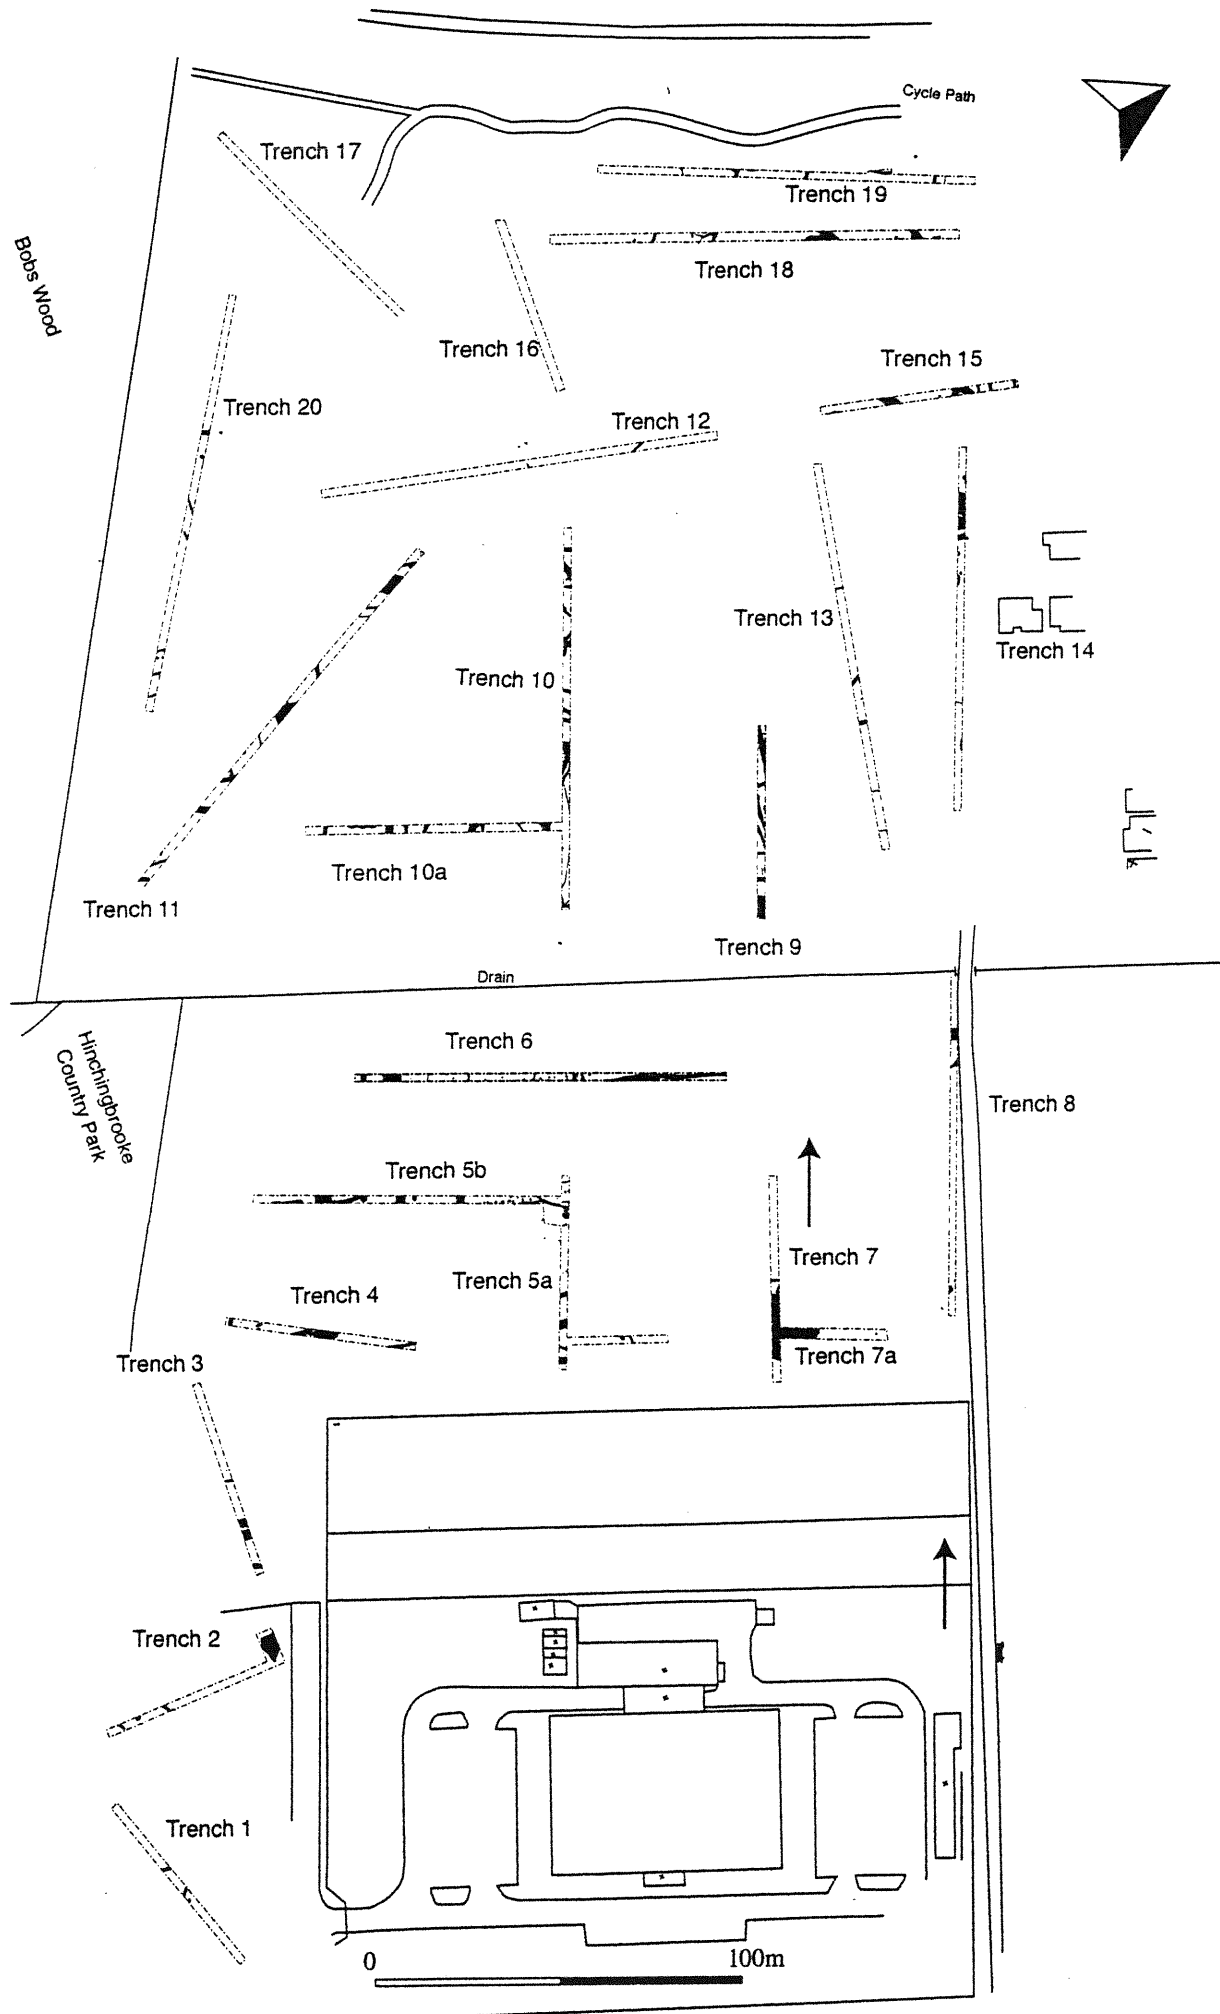 Cycle Path
Trench 17
Trench 19
Bobs Wood
Trench 18
Trench 16
Trench 15
Trench 20
Trench 12
Trench 13
Trench 14
Trench 10
Trench 10a
Trench 11
Trench 9
Drain
Hinchingbrooke
Country Park
Trench 6
Trench 8
Trench 5b
Trench 7
Trench 5a
Trench 4
Trench 7a
Trench 3
Trench 2
Trench 1
0
100m